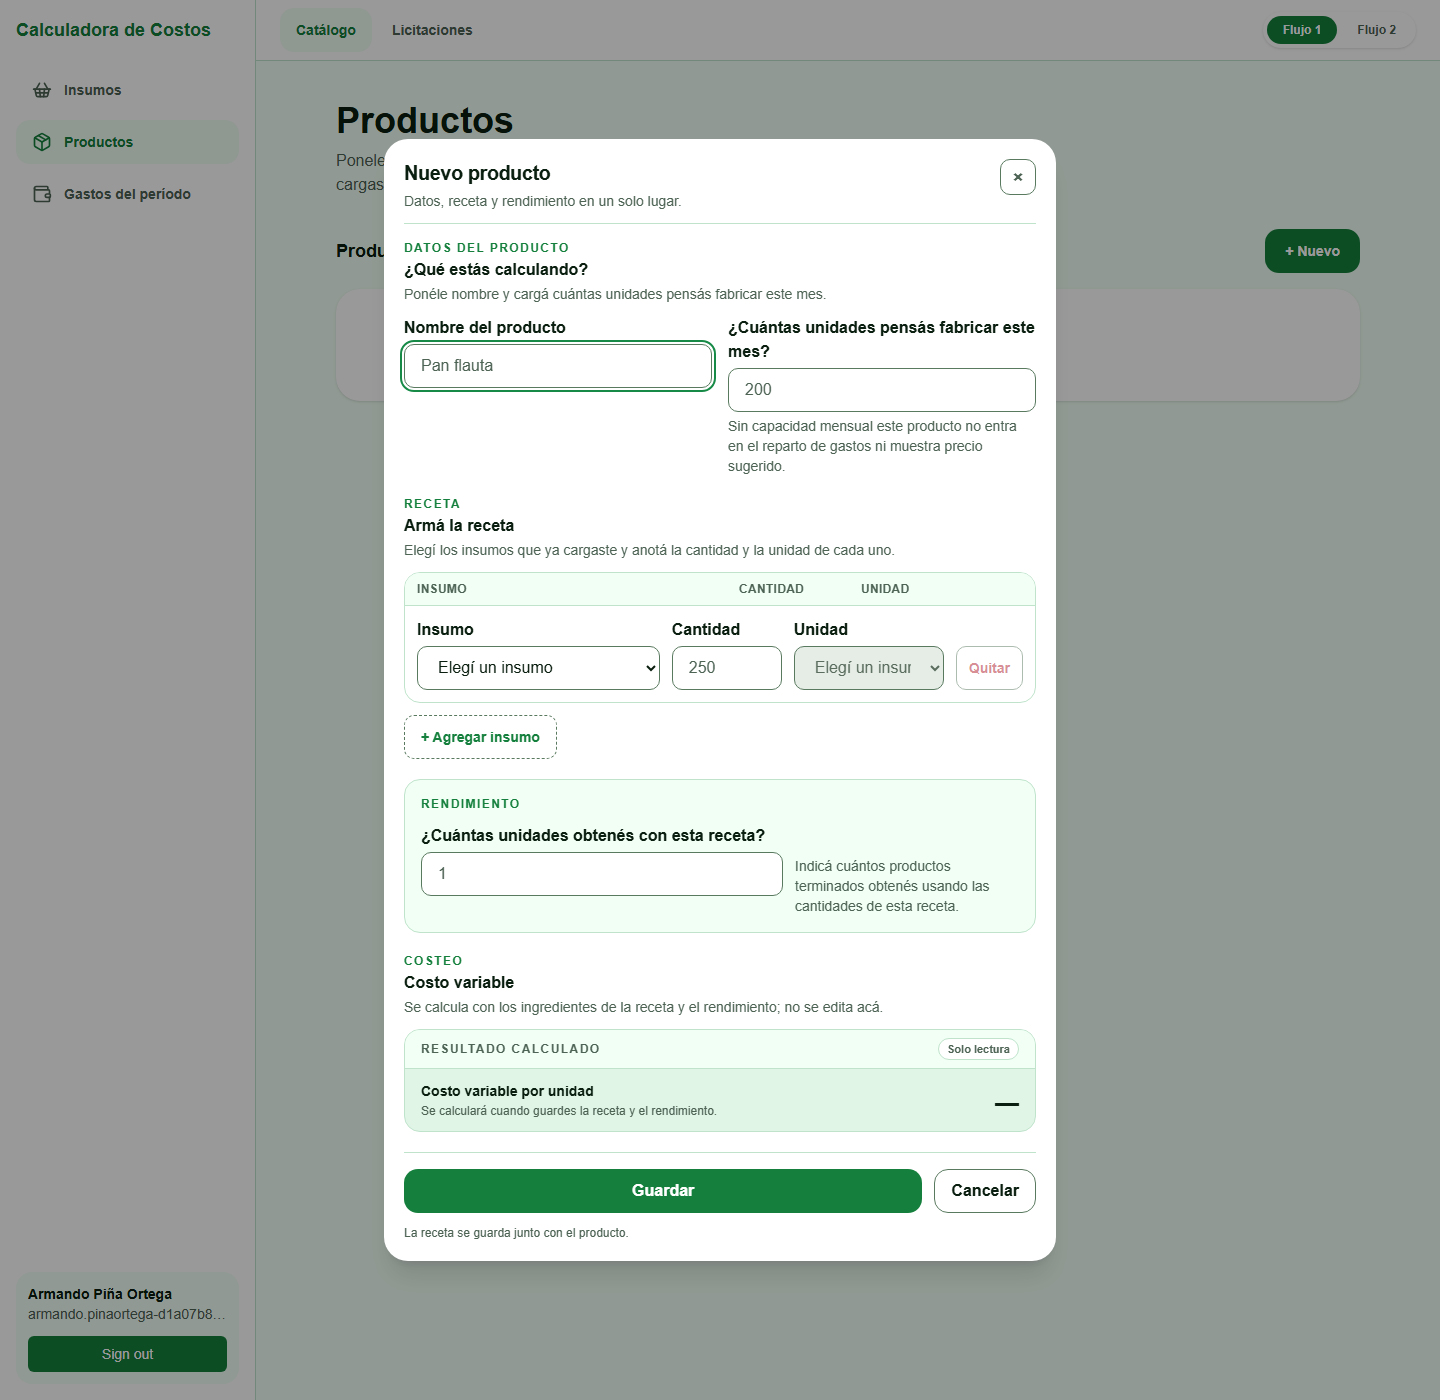 Calculadora de Costos
Catálogo
Licitaciones
Flujo 1
Flujo 2
Insumos
Productos
Gastos del período
Productos
Ponele
cargas
Produ
+ Nuevo
Nuevo producto
×
Datos, receta y rendimiento en un solo lugar.
DATOS DEL PRODUCTO
¿Qué estás calculando?
Ponéle nombre y cargá cuántas unidades pensás fabricar este mes.
Nombre del producto
Pan flauta
¿Cuántas unidades pensás fabricar este
mes?
200
Sin capacidad mensual este producto no entra
en el reparto de gastos ni muestra precio
sugerido.
RECETA
Armá la receta
Elegí los insumos que ya cargaste y anotá la cantidad y la unidad de cada uno.
INSUMO CANTIDAD UNIDAD
Insumo Cantidad Unidad
Elegí un insumo 250 Elegí un insur Quitar
+ Agregar insumo
RENDIMIENTO
¿Cuántas unidades obtenés con esta receta?
1
Indicá cuántos productos
terminados obtenés usando las
cantidades de esta receta.
COSTEO
Costo variable
Se calcula con los ingredientes de la receta y el rendimiento; no se edita acá.
RESULTADO CALCULADO
Solo lectura
Costo variable por unidad
Se calculará cuando guardes la receta y el rendimiento.
—
Guardar
Cancelar
La receta se guarda junto con el producto.
Armando Piña Ortega
armando.pinaortega-d1a07b8...
Sign out